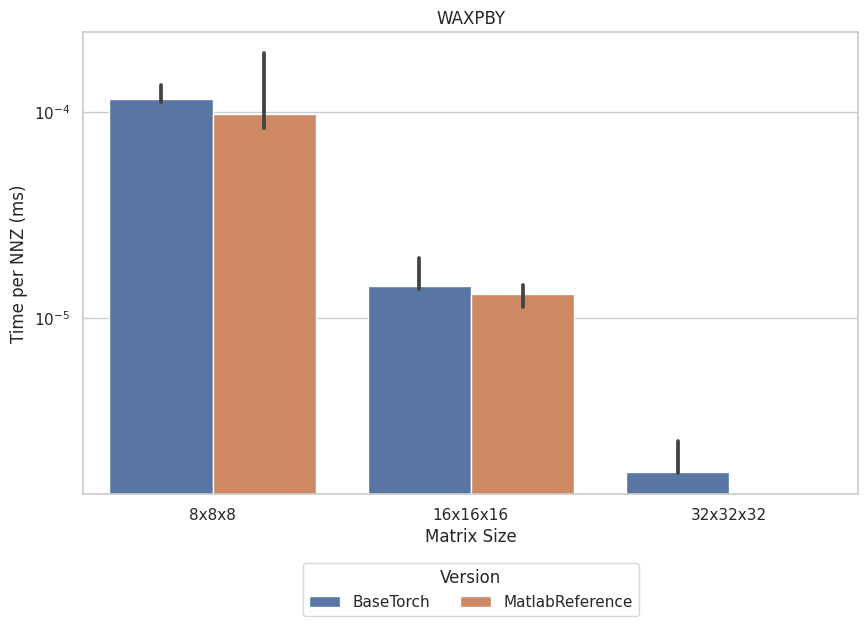 WAXPBY
Time per NNZ (ms)
10⁻⁴
10⁻⁵
8x8x8
16x16x16
32x32x32
Matrix Size
Version
BaseTorch
MatlabReference